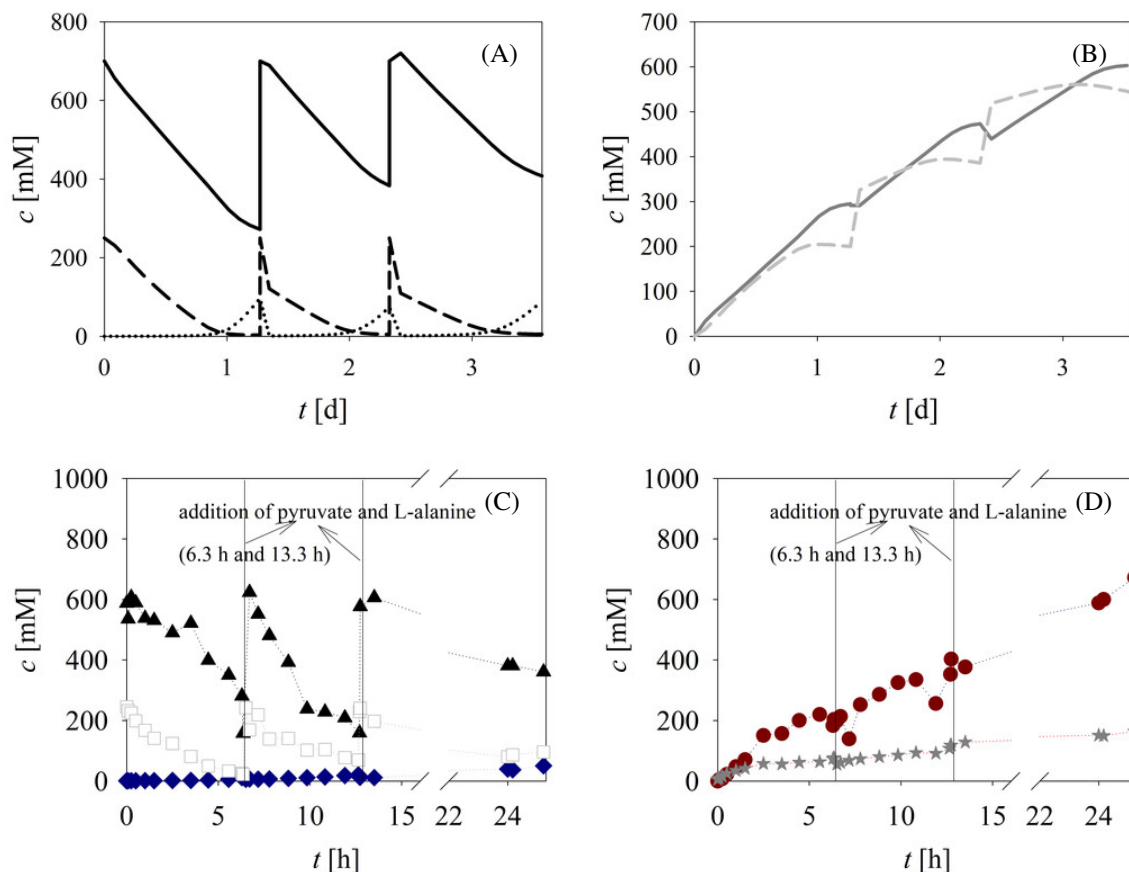 800
600
400
200
0
c [mM]
(A)
0
1
2
3
t [d]
700
600
500
400
300
200
100
0
c [mM]
(B)
0
1
2
3
t [d]
1000
800
600
400
200
0
c [mM]
(C)
addition of pyruvate and L-alanine
(6.3 h and 13.3 h)
0
5
10
15
22
24
t [h]
1000
800
600
400
200
0
c [mM]
(D)
addition of pyruvate and L-alanine
(6.3 h and 13.3 h)
0
5
10
15
22
24
t [h]